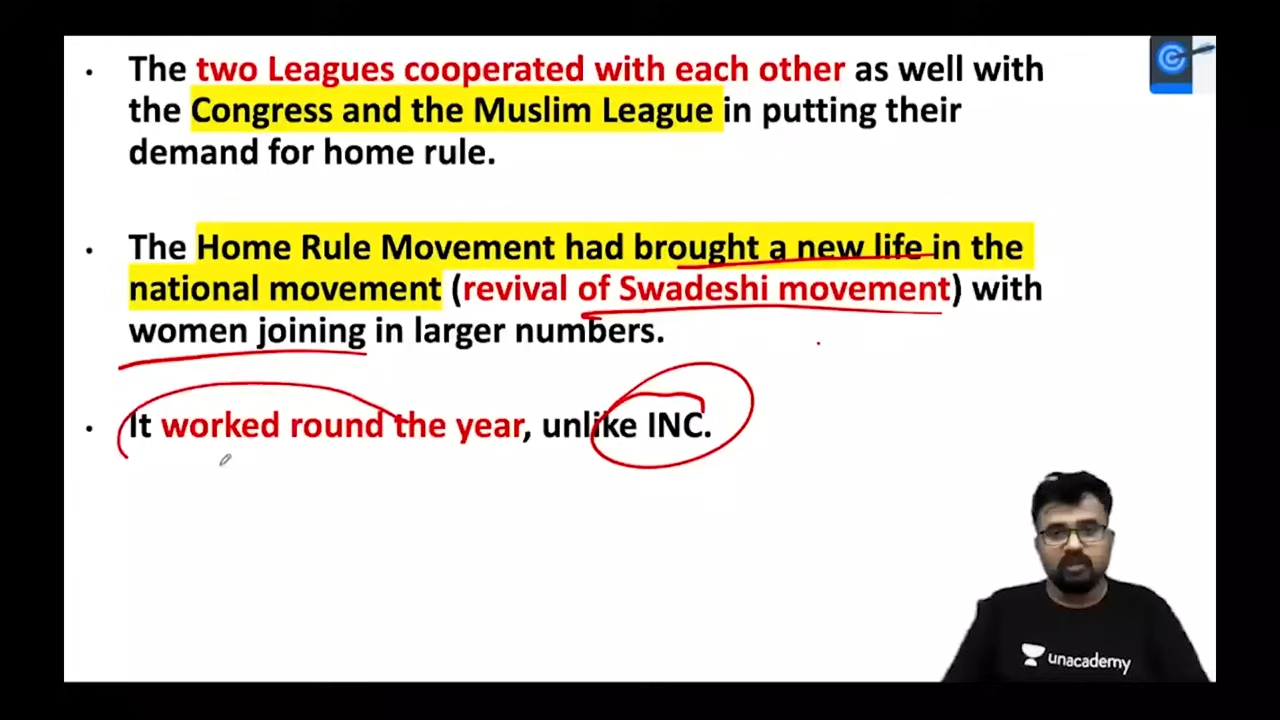 The two Leagues cooperated with each other as well with
the Congress and the Muslim League in putting their
demand for home rule.
The Home Rule Movement had brought a new life in the
national movement (revival of Swadeshi movement) with
women joining in larger numbers.
It worked round the year, unlike INC.
unacademy